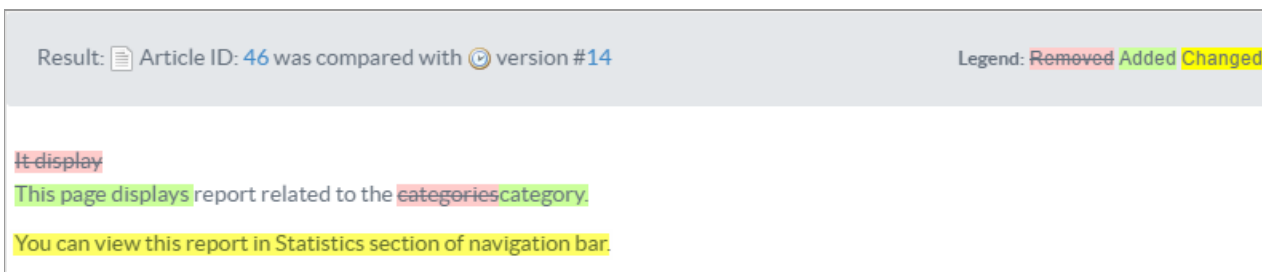 Result: Article ID: 46 was compared with version #14
Legend: Removed Added Changed
It display
This page displays report related to the categoriescategory.
You can view this report in Statistics section of navigation bar.